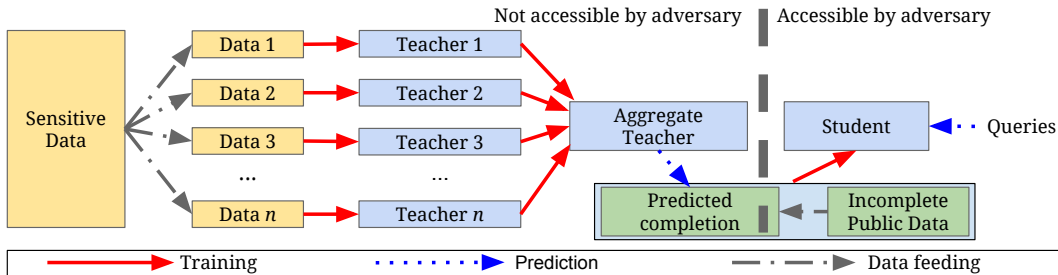 Not accessible by adversary
Accessible by adversary
Sensitive
Data
Data 1
Teacher 1
Data 2
Teacher 2
Data 3
Teacher 3
...
...
Data n
Teacher n
Aggregate
Teacher
Student
Queries
Predicted
completion
Incomplete
Public Data
Training
Prediction
Data feeding